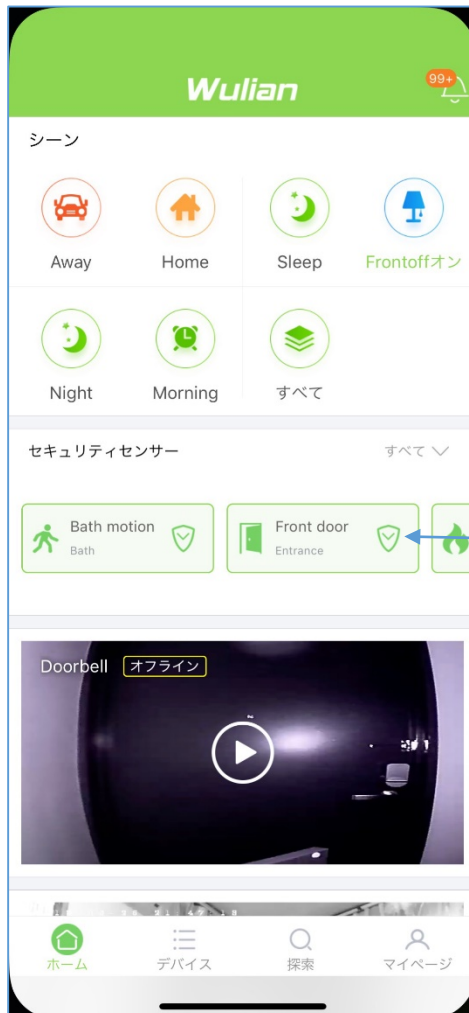 Wulian
99+
シーン
Away
Home
Sleep
Frontoffオン
Night
Morning
すべて
セキュリティセンサー
すべて
Bath motion
Bath
Front door
Entrance
Doorbell
オフライン
ホーム
デバイス
探索
マイページ